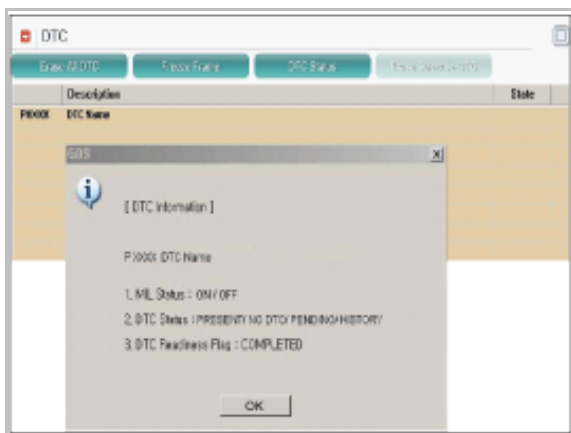 DTC
Erase All DTC Freeze Frame DTC Status
Description State
PXXXX DTC Name
GDS
[ DTC Information ]
PXXXX DTC Name
1. MIL Status : ON / OFF
2. DTC Status : PRESENT/ NO DTC/ PENDING/HISTORY
3. DTC Readiness Flag : COMPLETED
OK